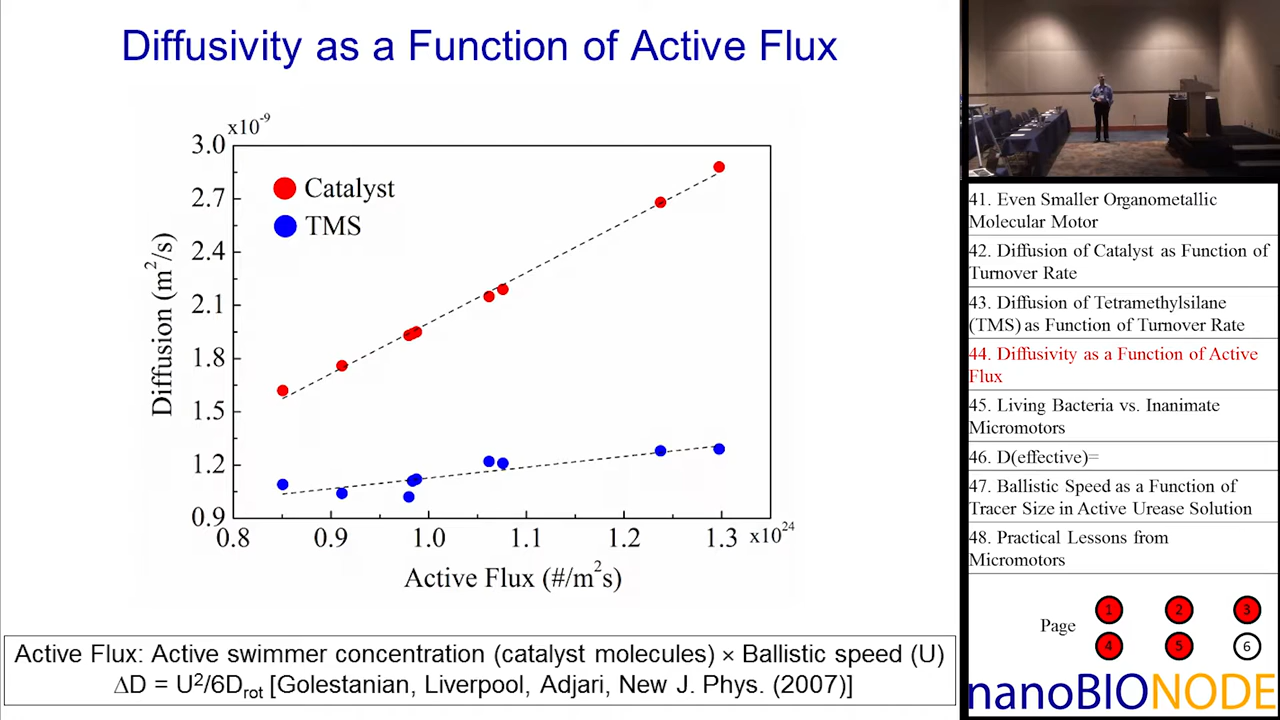 Diffusivity as a Function of Active Flux
x10⁻⁹
3.0
2.7
2.4
2.1
1.8
1.5
1.2
0.9
Diffusion (m²/s)
Catalyst
TMS
0.8 0.9 1.0 1.1 1.2 1.3 x10²⁴
Active Flux (#/m²s)
Active Flux: Active swimmer concentration (catalyst molecules) × Ballistic speed (U)
ΔD = U²/6Drot [Golestanian, Liverpool, Adjari, New J. Phys. (2007)]
41. Even Smaller Organometallic
Molecular Motor
42. Diffusion of Catalyst as Function of
Turnover Rate
43. Diffusion of Tetramethylsilane
(TMS) as Function of Turnover Rate
44. Diffusivity as a Function of Active
Flux
45. Living Bacteria vs. Inanimate
Micromotors
46. D(effective)=
47. Ballistic Speed as a Function of
Tracer Size in Active Urease Solution
48. Practical Lessons from
Micromotors
Page
1 2 3
4 5 6
nanoBIONODE